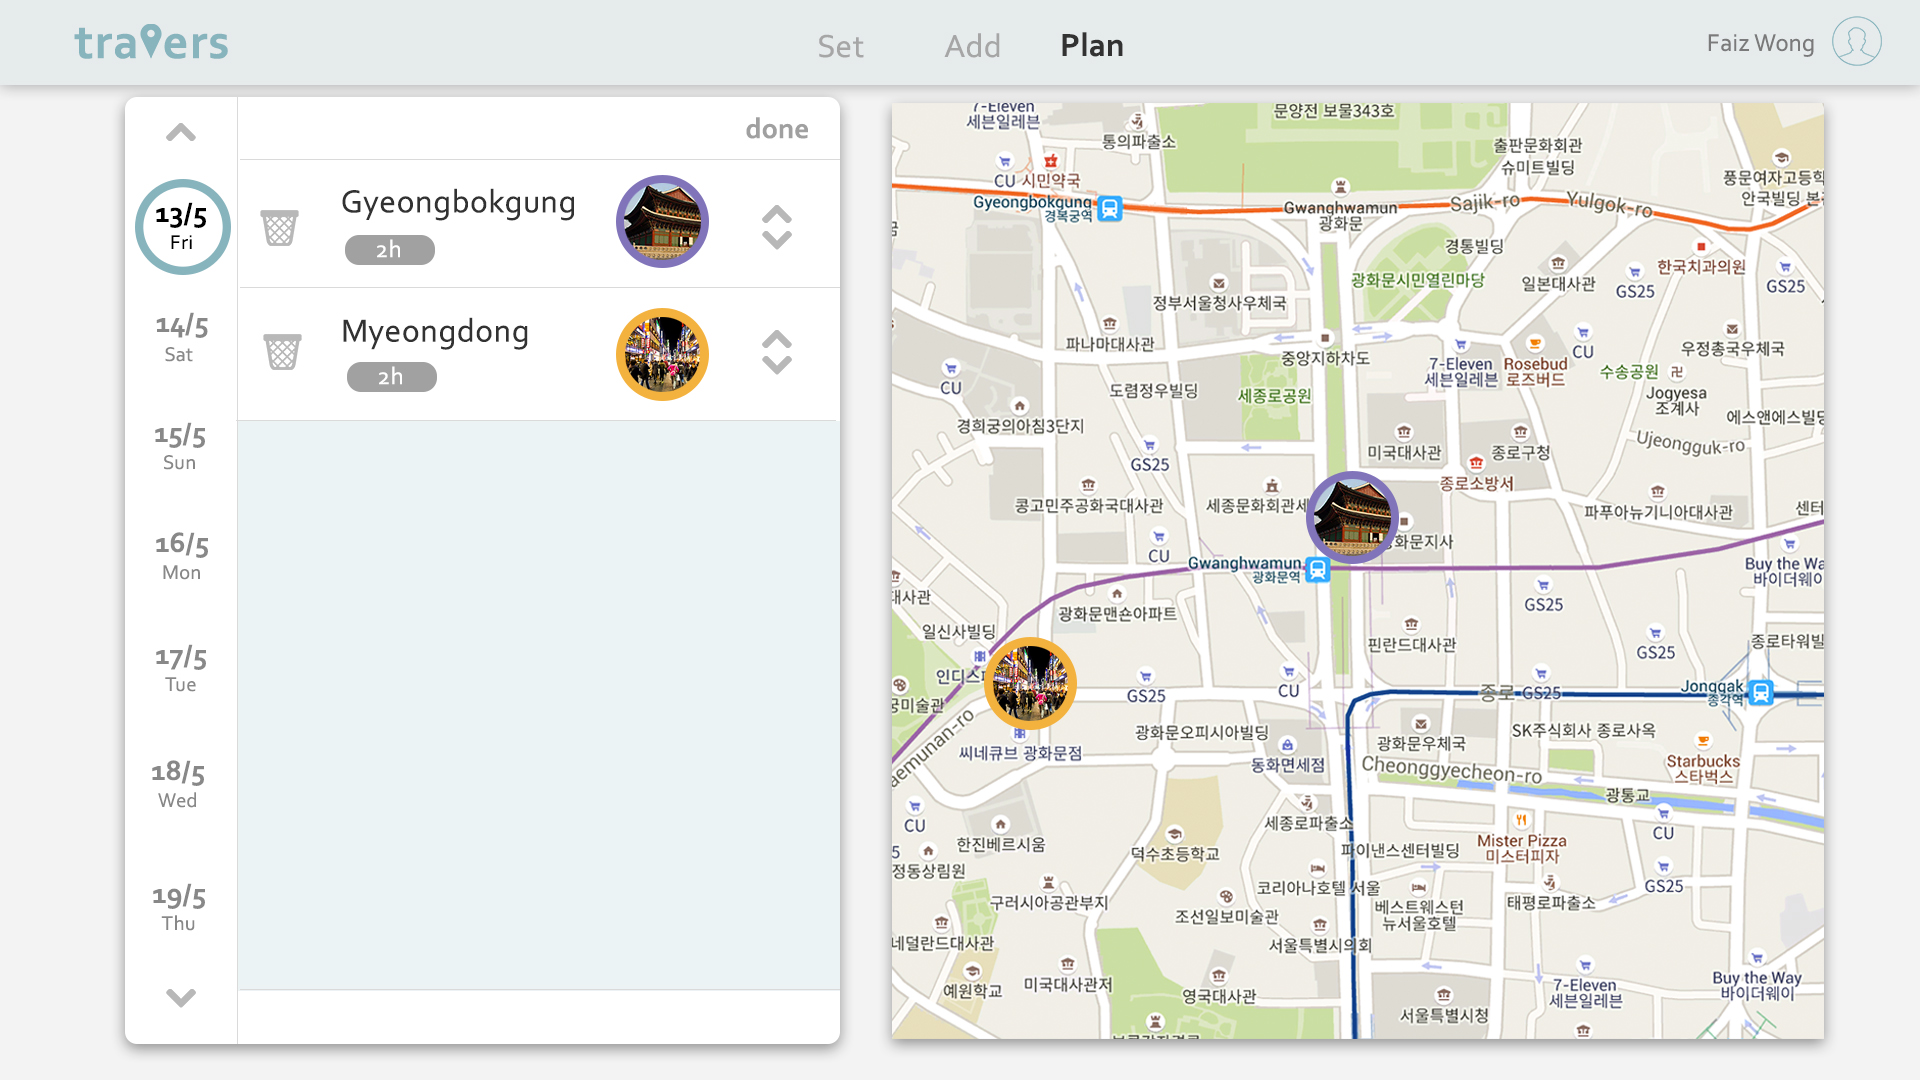 travers
Set
Add
Plan
Faiz Wong
done
13/5
Fri
Gyeongbokgung
2h
Myeongdong
2h
14/5
Sat
15/5
Sun
16/5
Mon
17/5
Tue
18/5
Wed
19/5
Thu
7-Eleven
세븐일레븐
통의파출소
문양전 보물343호
출판문화회관
슈미트빌딩
CU 시민약국
풍문여자고등학
안국빌딩
Gyeongbokgung
경복궁역
Gwanghwamun
광화문
Sajik-ro
Yulgok-ro
경통빌딩
한국치과의원
광화문시민열린마당
일본대사관
GS25
GS25
정부서울청사우체국
파나마대사관
중앙지하차도
7-Eleven
세븐일레븐
Rosebud
로즈버드
CU
우정총국우체국
수송공원
CU
도렴정우빌딩
세종로공원
Jogyesa
조계사
에스앤에스빌딩
경희궁의아침3단지
Ujeongguk-ro
GS25
미국대사관
종로구청
종로소방서
콩고민주공화국대사관
세종문화회관세
파푸아뉴기니아대사관
센터
CU
광화문지사
Gwanghwamun
광화문역
Buy the Wa
바이더웨이
대사관
광화문맨숀아파트
GS25
일신사빌딩
핀란드대사관
종로타워빌
GS25
인디스
GS25
CU
종로
GS25
Jonggak
종각역
궁미술관
aemunan-ro
씨네큐브 광화문점
광화문오피시아빌딩
동화면세점
광화문우체국
SK주식회사 종로사옥
Cheonggyecheon-ro
Starbucks
스타벅스
광통교
CU
세종로파출소
CU
한진베르시움
덕수초등학교
파이낸스센터빌딩
Mister Pizza
미스터피자
5
정동상림원
코리아나호텔 서울
GS25
구러시아공관부지
조선일보미술관
베스트웨스턴
뉴서울호텔
태평로파출소
네덜란드대사관
서울특별시의회
예원학교
미국대사관저
영국대사관
7-Eleven
세븐일레븐
Buy the Way
바이더웨이
서울특별시청